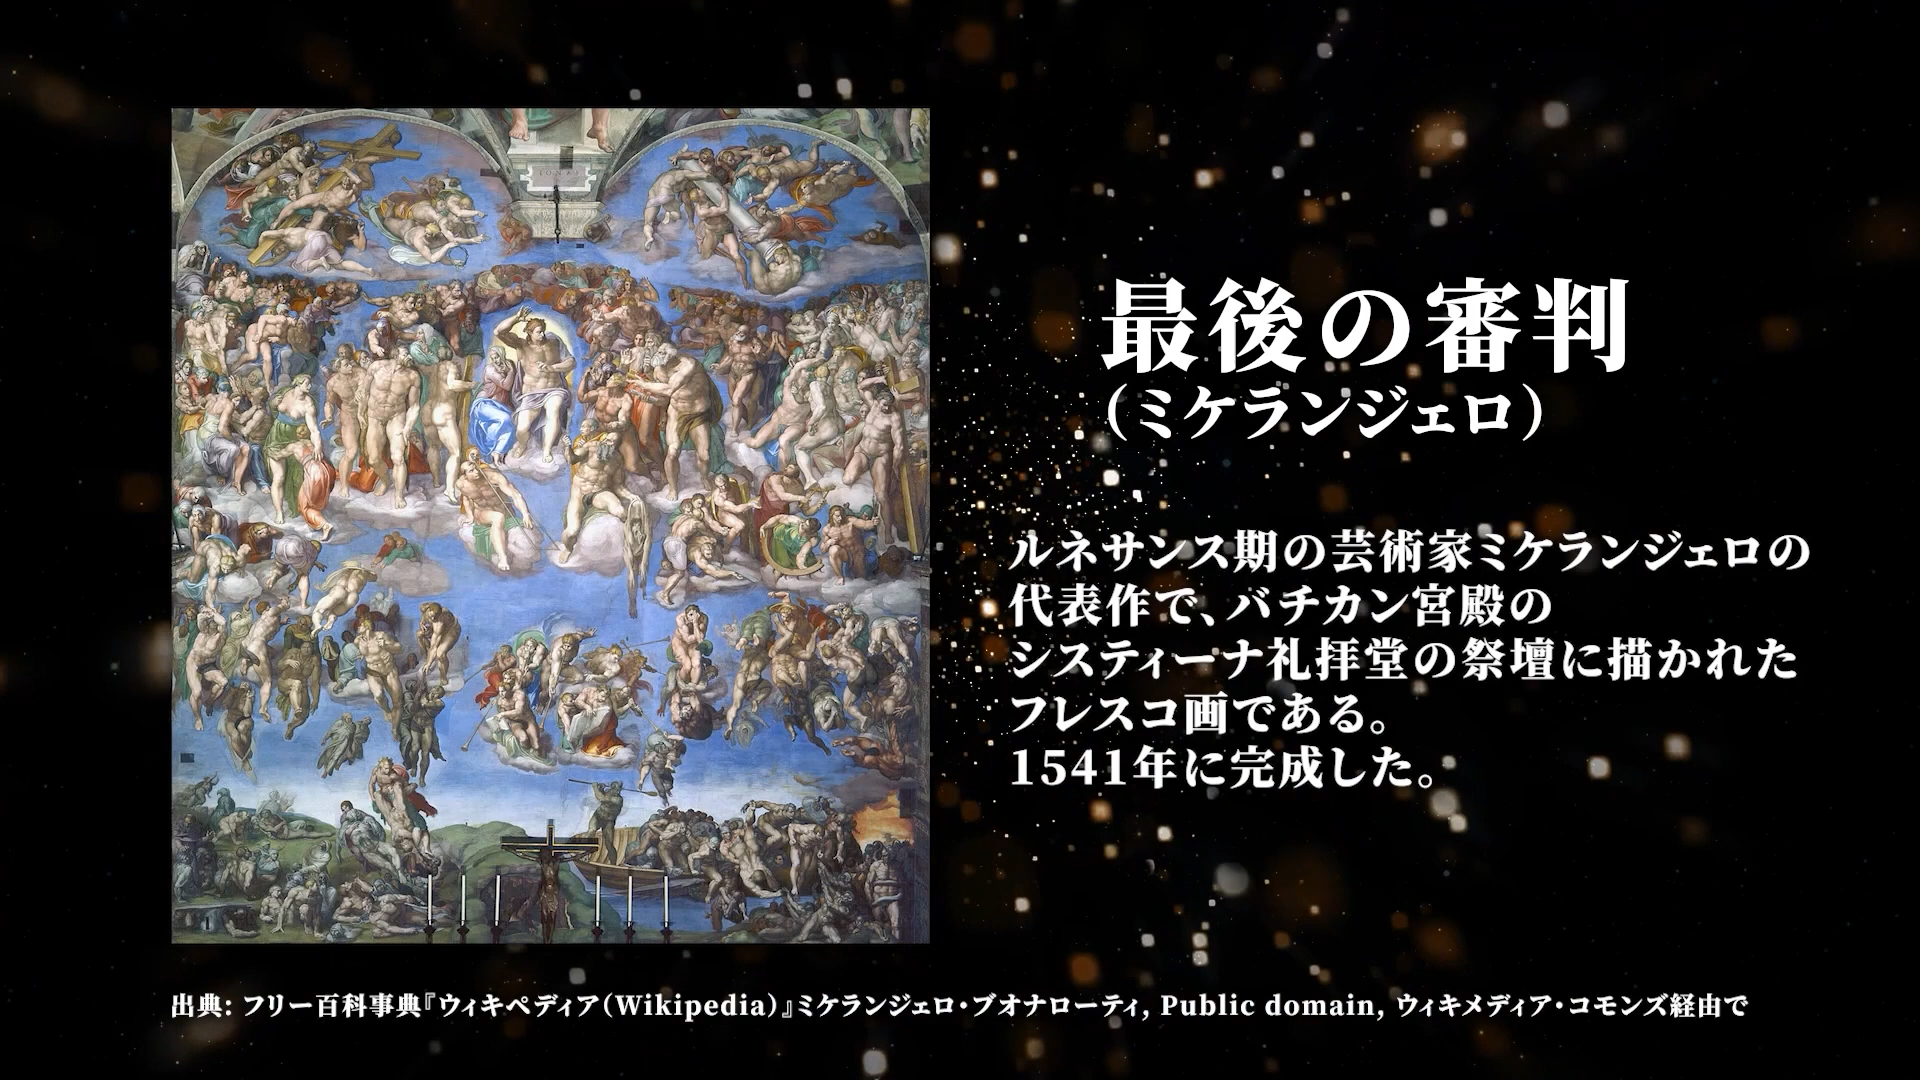 最後の審判
（ミケランジェロ）
ルネサンス期の芸術家ミケランジェロの
代表作で、バチカン宮殿の
システィーナ礼拝堂の祭壇に描かれた
フレスコ画である。
1541年に完成した。
出典: フリー百科事典『ウィキペディア（Wikipedia）』ミケランジェロ・ブオナローティ, Public domain, ウィキメディア・コモンズ経由で